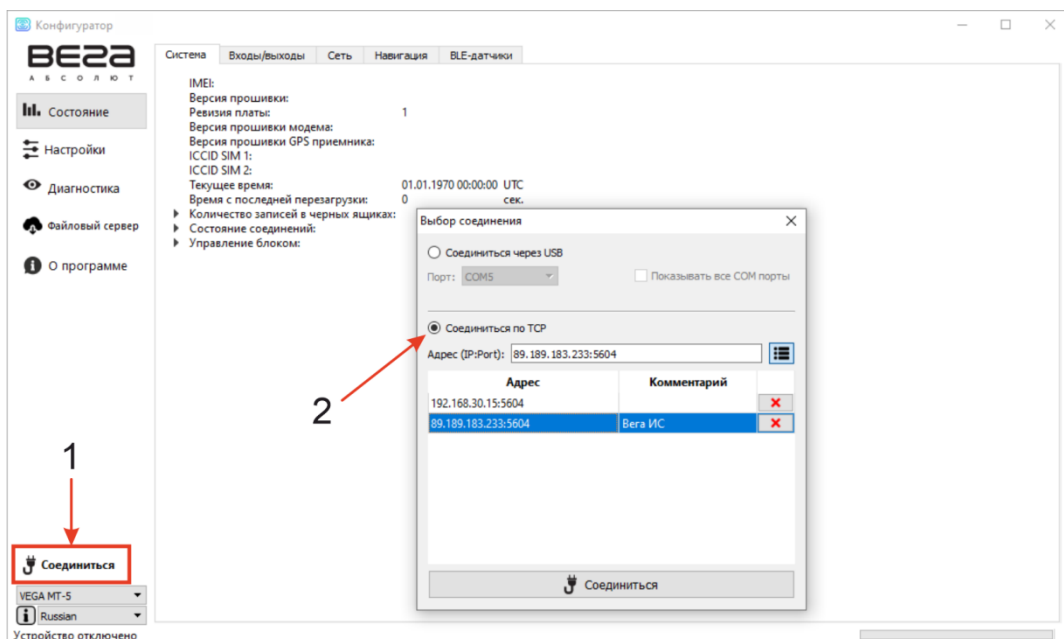 Конфигуратор
ВЕГА
АБСОЛЮТ
Система Входы/выходы Сеть Навигация BLE-датчики
Состояние
Настройки
Диагностика
Файловый сервер
О программе
IMEI:
Версия прошивки:
Ревизия платы: 1
Версия прошивки модема:
Версия прошивки GPS приемника:
ICCID SIM 1:
ICCID SIM 2:
Текущее время: 01.01.1970 00:00:00 UTC
Время с последней перезагрузки: 0 сек.
Количество записей в черных ящиках:
Состояние соединений:
Управление блоком:
Выбор соединения
Соединиться через USB
Порт: COM5 Показывать все COM порты
Соединиться по TCP
Адрес (IP:Port): 89.189.183.233:5604
Адрес Комментарий
192.168.30.15:5604
89.189.183.233:5604 Вега ИС
Соединиться
2
1
Соединиться
VEGA MT-5
Russian
Устройство отключено